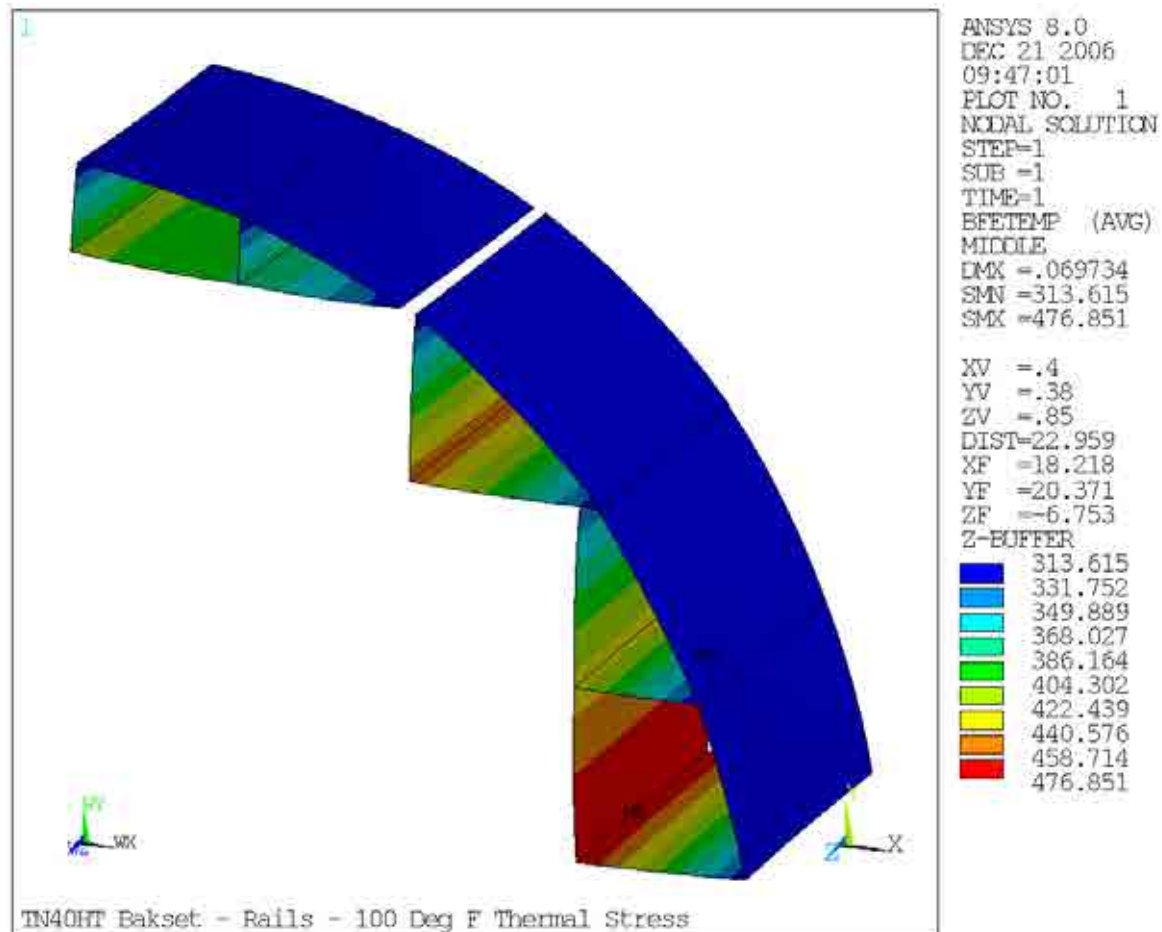 1
ANSYS 8.0
DEC 21 2006
09:47:01
PLOT NO. 1
NODAL SOLUTION
STEP=1
SUB =1
TIME=1
BFETEMP (AVG)
MIDDLE
DMX =.069734
SMN =313.615
SMX =476.851
XV =.4
YV =.38
ZV =.85
DIST=22.959
XF =18.218
YF =20.371
ZF =-6.753
Z-BUFFER
313.615
331.752
349.889
368.027
386.164
404.302
422.439
440.576
458.714
476.851
WY
WX
Z
X
TN40HT Bakset - Rails - 100 Deg F Thermal Stress